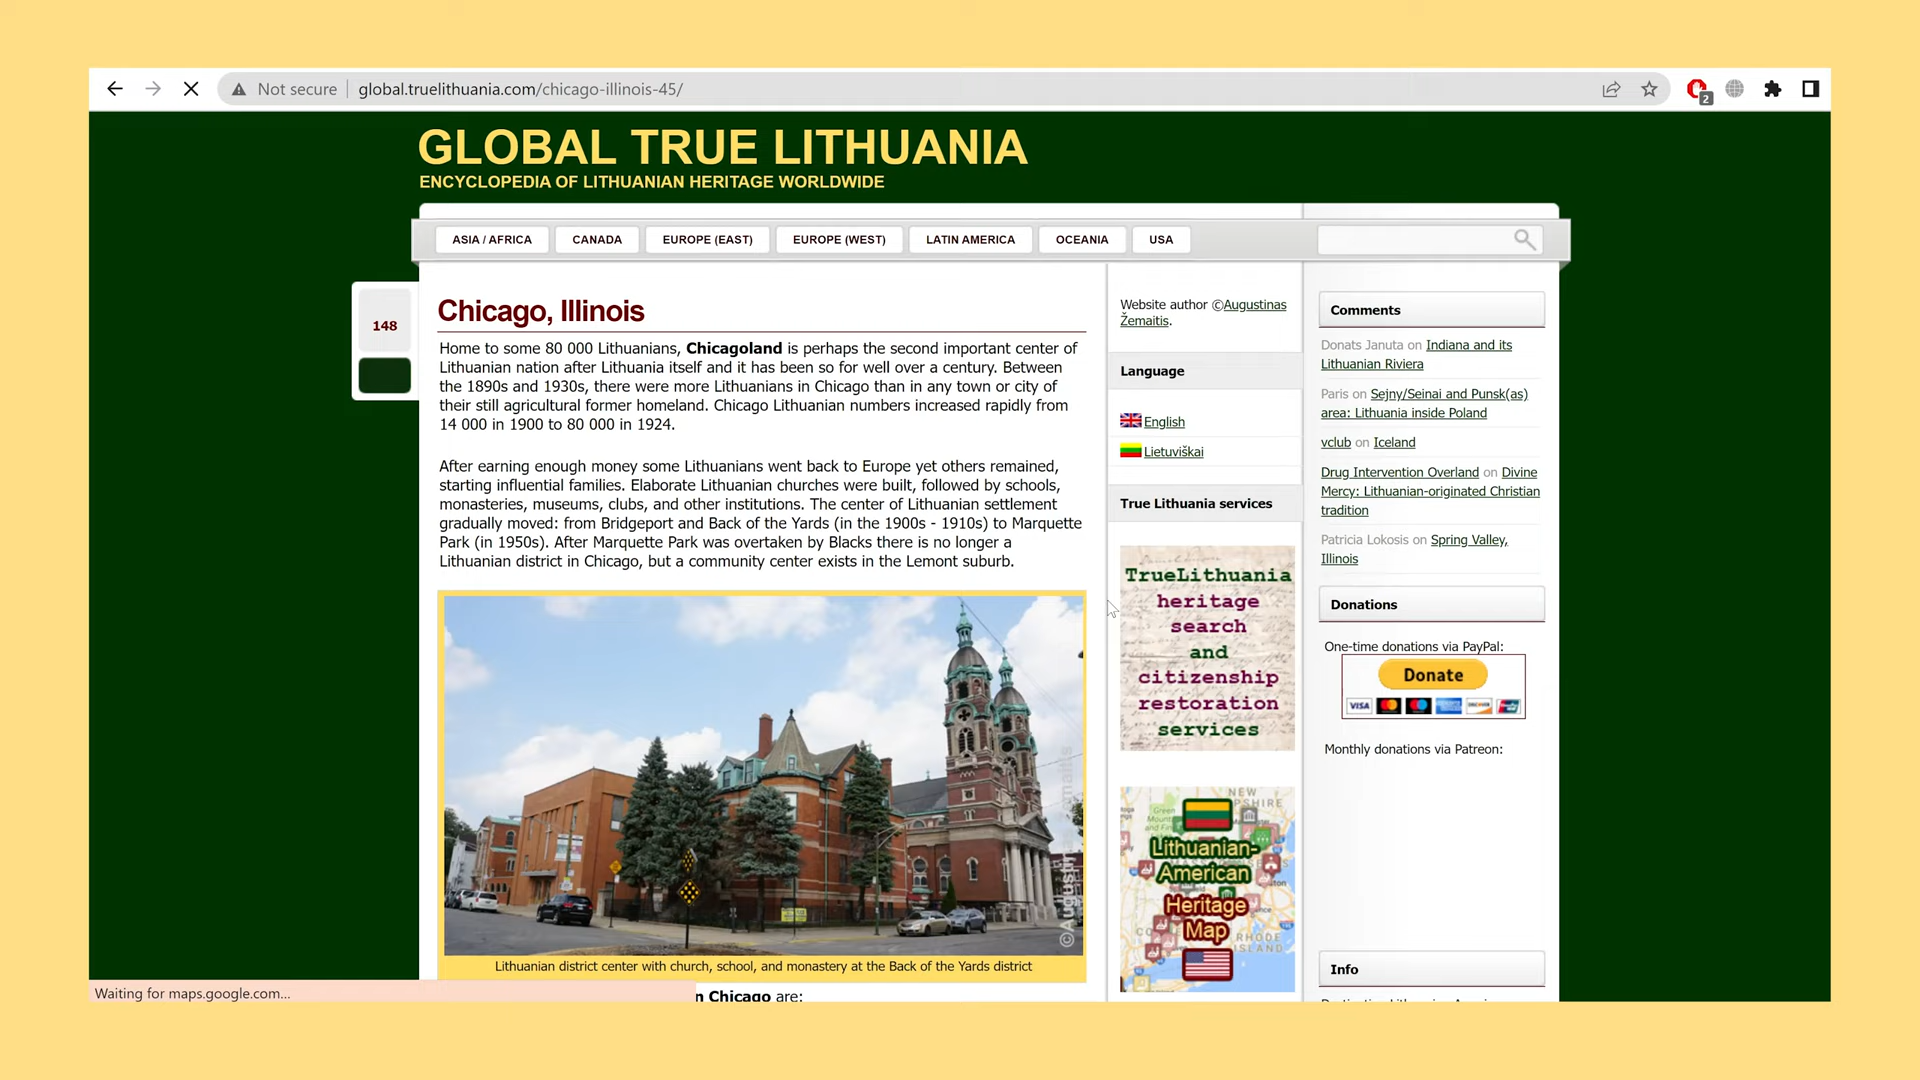 Not secure global.truelithuania.com/chicago-illinois-45/
2
GLOBAL TRUE LITHUANIA
ENCYCLOPEDIA OF LITHUANIAN HERITAGE WORLDWIDE
ASIA / AFRICA CANADA EUROPE (EAST) EUROPE (WEST) LATIN AMERICA OCEANIA USA
148
Chicago, Illinois
Home to some 80 000 Lithuanians, Chicagoland is perhaps the second important center of
Lithuanian nation after Lithuania itself and it has been so for well over a century. Between
the 1890s and 1930s, there were more Lithuanians in Chicago than in any town or city of
their still agricultural former homeland. Chicago Lithuanian numbers increased rapidly from
14 000 in 1900 to 80 000 in 1924.
After earning enough money some Lithuanians went back to Europe yet others remained,
starting influential families. Elaborate Lithuanian churches were built, followed by schools,
monasteries, museums, clubs, and other institutions. The center of Lithuanian settlement
gradually moved: from Bridgeport and Back of the Yards (in the 1900s - 1910s) to Marquette
Park (in 1950s). After Marquette Park was overtaken by Blacks there is no longer a
Lithuanian district in Chicago, but a community center exists in the Lemont suburb.
Lithuanian district center with church, school, and monastery at the Back of the Yards district
n Chicago are:
Waiting for maps.google.com...
Website author ©Augustinas
Žemaitis.
Language
English
Lietuviškai
True Lithuania services
TrueLithuania
heritage
search
and
citizenship
restoration
services
NEW
Lithuanian-
American
Heritage
Map
RHODE
ISLAND
Comments
Donats Januta on Indiana and its
Lithuanian Riviera
Paris on Sejny/Seinai and Punsk(as)
area: Lithuania inside Poland
vclub on Iceland
Drug Intervention Overland on Divine
Mercy: Lithuanian-originated Christian
tradition
Patricia Lokosis on Spring Valley,
Illinois
Donations
One-time donations via PayPal:
Donate
VISA
Monthly donations via Patreon:
Info